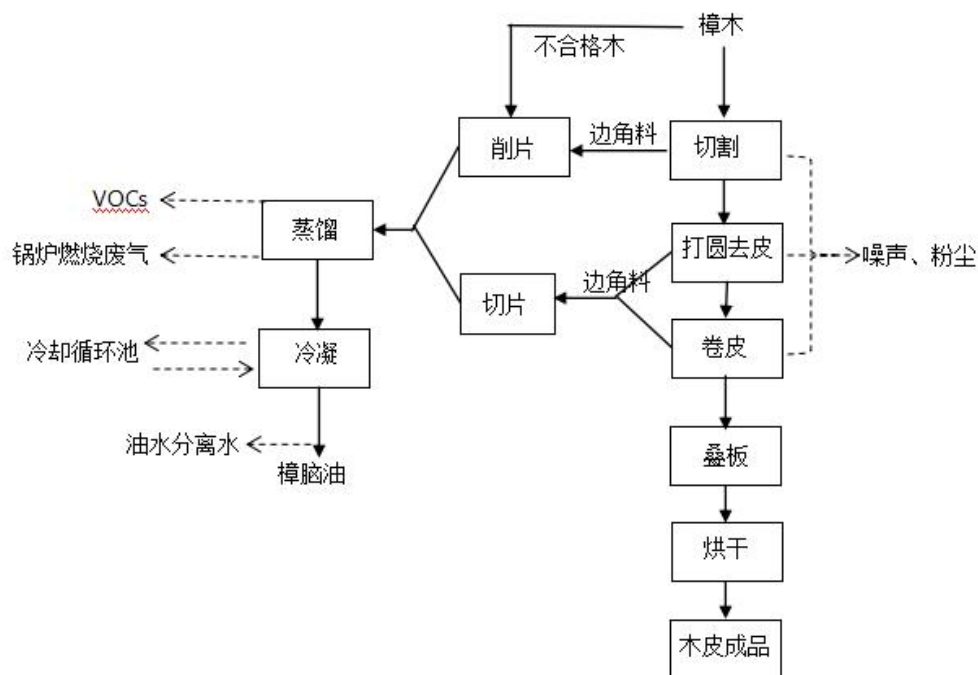 樟木
不合格木
削片
边角料
切割
VOCs
蒸馏
锅炉燃烧废气
打圆去皮
噪声、粉尘
边角料
切片
冷却循环池
冷凝
卷皮
油水分离水
樟脑油
叠板
烘干
木皮成品